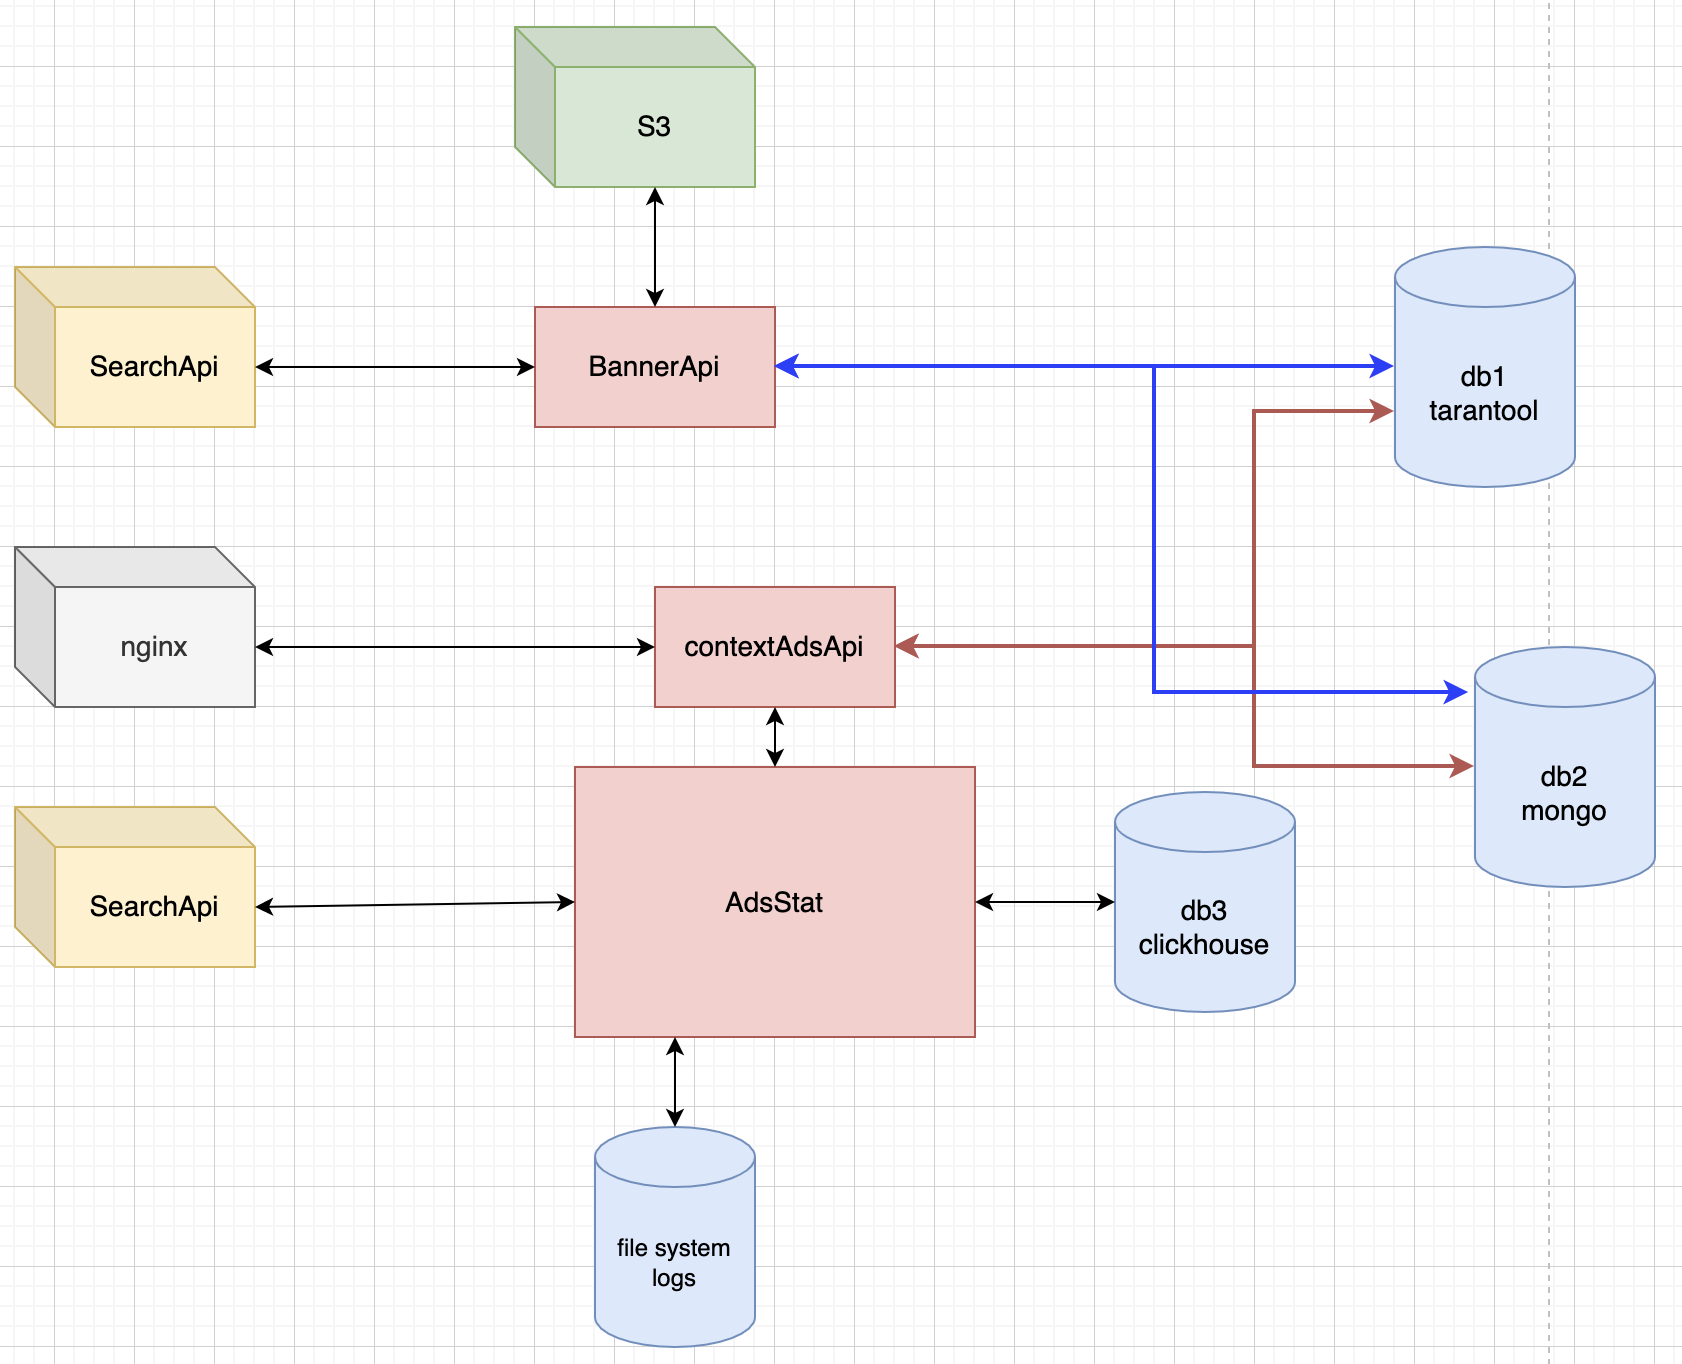 S3
SearchApi
BannerApi
db1
tarantool
nginx
contextAdsApi
db2
mongo
SearchApi
AdsStat
db3
clickhouse
file system
logs